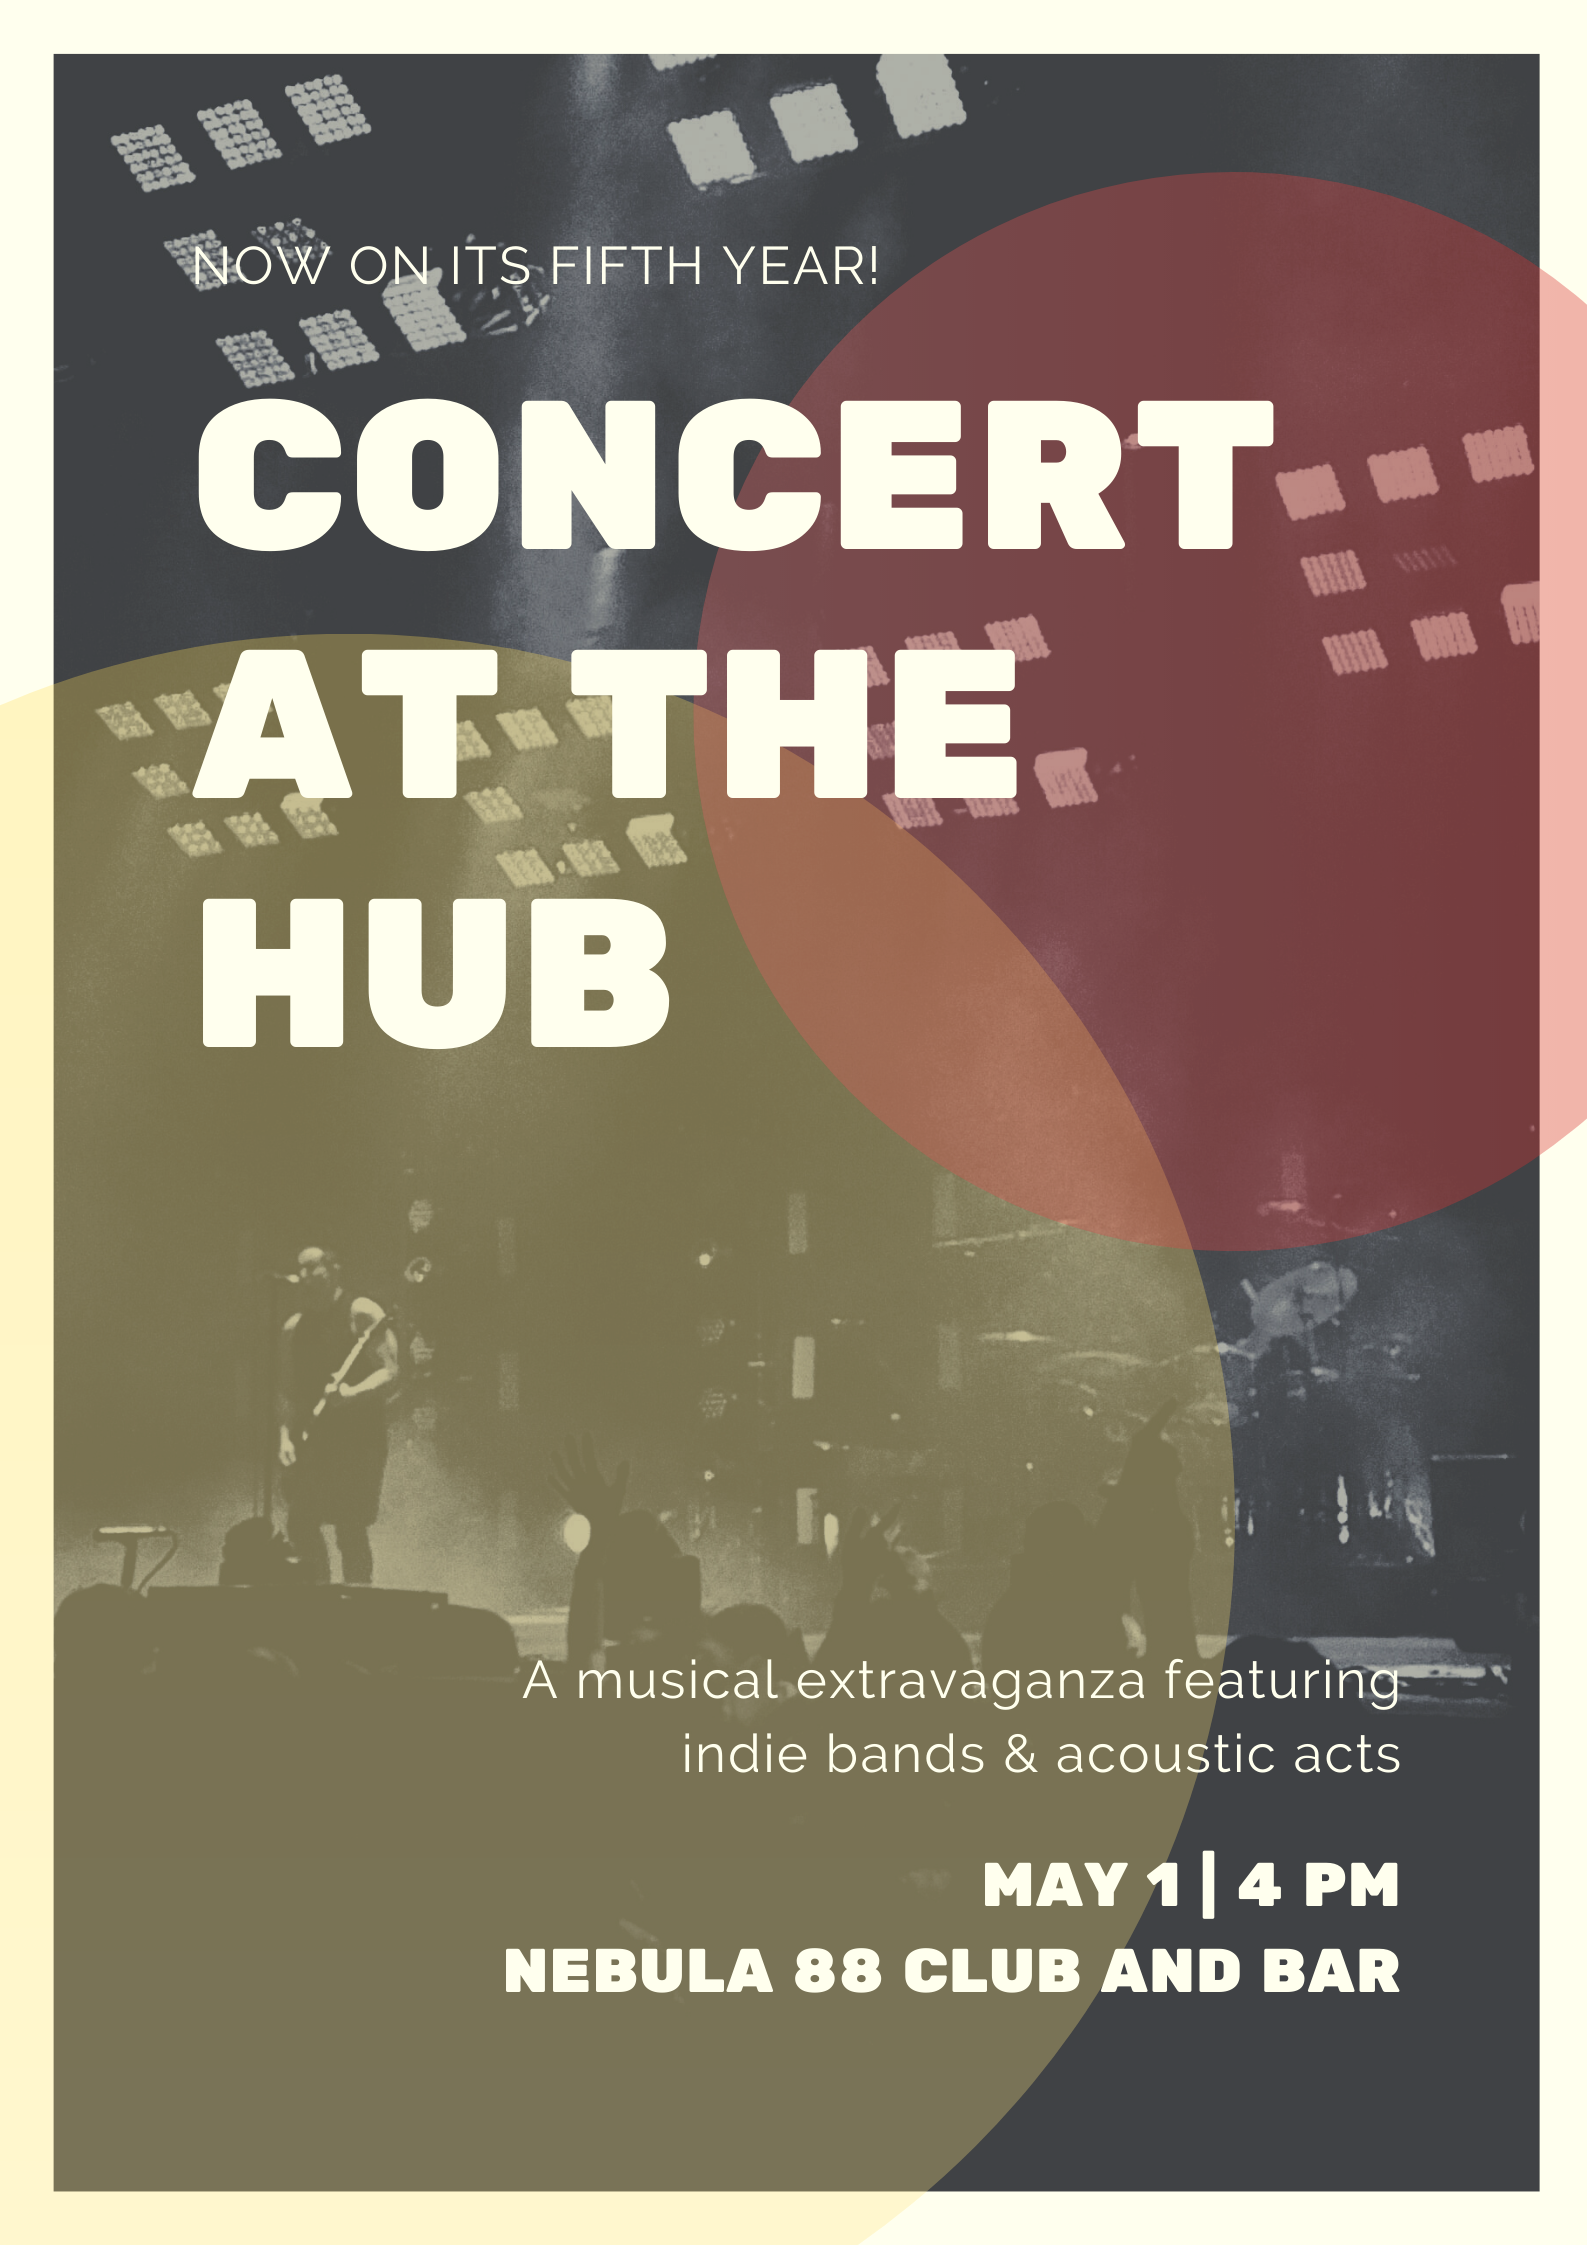 NOW ON ITS FIFTH YEAR!
CONCERT
AT THE
HUB
A musical extravaganza featuring
indie bands & acoustic acts
MAY 1 | 4 PM
NEBULA 88 CLUB AND BAR